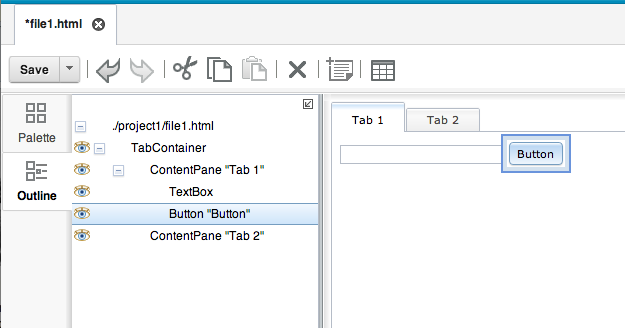 *file1.html
Save
Palette
Outline
./project1/file1.html
TabContainer
ContentPane "Tab 1"
TextBox
Button "Button"
ContentPane "Tab 2"
Tab 1
Tab 2
Button